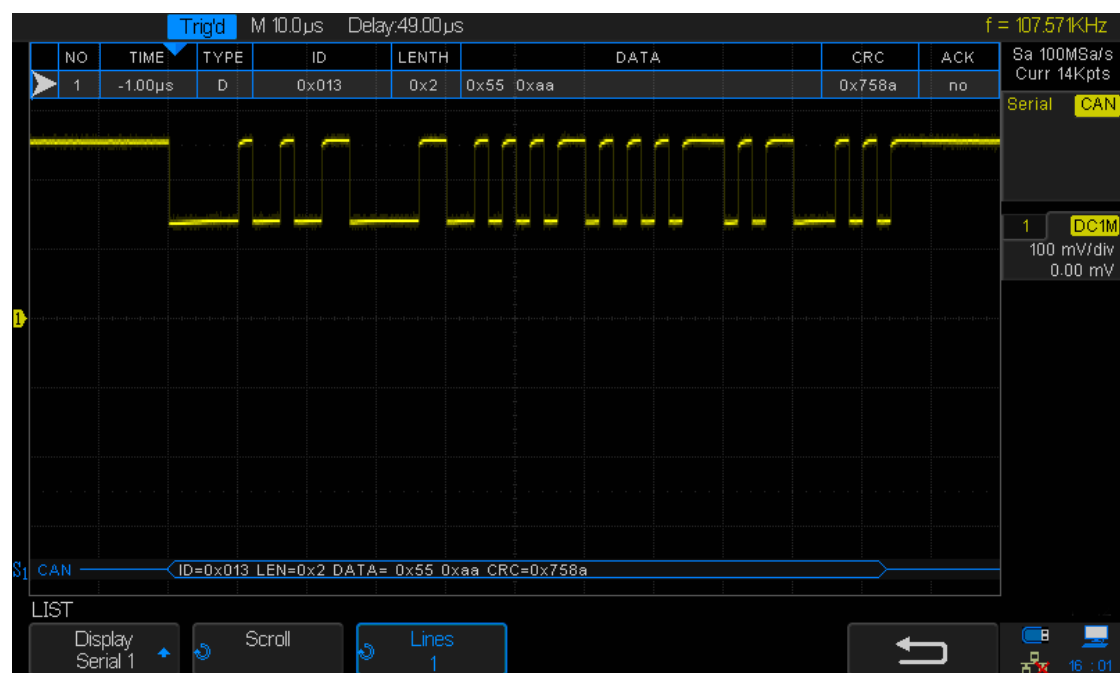 Trig'd M 10.0µs Delay:49.00µs f = 107.571KHz
NO TIME TYPE ID LENTH DATA CRC ACK
1 -1.00µs D 0x013 0x2 0x55 0xaa 0x758a no
Sa 100MSa/s
Curr 14Kpts
Serial CAN
1 DC1M
100 mV/div
0.00 mV
1
S1 CAN ID=0x013 LEN=0x2 DATA= 0x55 0xaa CRC=0x758a
LIST
Display Scroll Lines
Serial 1 1
16 : 01